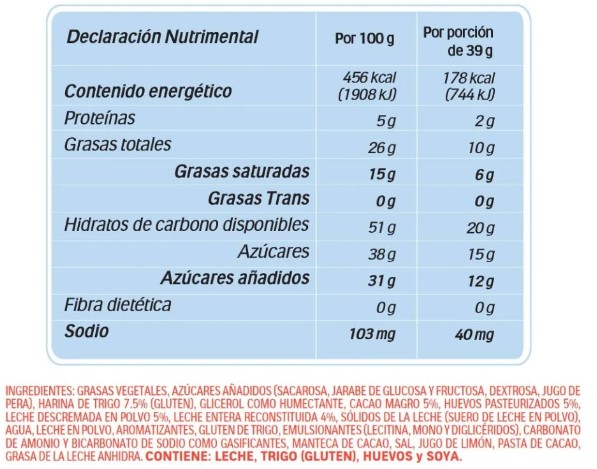 Declaración Nutrimental Por 100 g Por porción de 39 g
Contenido energético 456 kcal (1908 kJ) 178 kcal (744 kJ)
Proteínas 5 g 2 g
Grasas totales 26 g 10 g
Grasas saturadas 15 g 6 g
Grasas Trans 0 g 0 g
Hidratos de carbono disponibles 51 g 20 g
Azúcares 38 g 15 g
Azúcares añadidos 31 g 12 g
Fibra dietética 0 g 0 g
Sodio 103 mg 40 mg
INGREDIENTES: GRASAS VEGETALES, AZÚCARES AÑADIDOS (SACAROSA, JARABE DE GLUCOSA Y FRUCTOSA, DEXTROSA, JUGO DE
PERA), HARINA DE TRIGO 7.5% (GLUTEN), GLICEROL COMO HUMECTANTE, CACAO MAGRO 5%, HUEVOS PASTEURIZADOS 5%,
LECHE DESCREMADA EN POLVO 5%, LECHE ENTERA RECONSTITUIDA 4%, SÓLIDOS DE LA LECHE (SUERO DE LECHE EN POLVO),
AGUA, LECHE EN POLVO, AROMATIZANTES, GLUTEN DE TRIGO, EMULSIONANTES (LECITINA, MONO Y DIGLICÉRIDOS), CARBONATO
DE AMONIO Y BICARBONATO DE SODIO COMO GASIFICANTES, MANTECA DE CACAO, SAL, JUGO DE LIMÓN, PASTA DE CACAO,
GRASA DE LA LECHE ANHIDRA. CONTIENE: LECHE, TRIGO (GLUTEN), HUEVOS y SOYA.